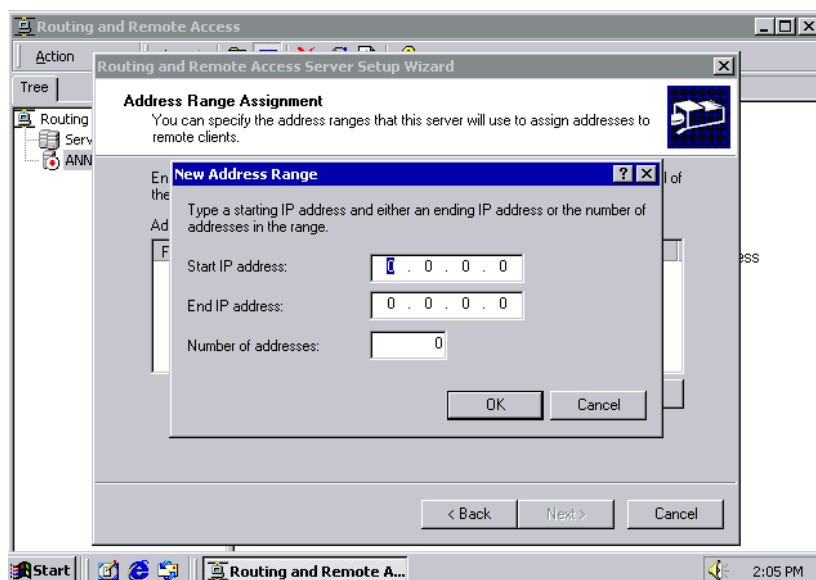 Routing and Remote Access
Action
Tree
Routing
Serv
ANN
Routing and Remote Access Server Setup Wizard
Address Range Assignment
You can specify the address ranges that this server will use to assign addresses to
remote clients.
En
l of
the
Ad
F
ess
New Address Range
Type a starting IP address and either an ending IP address or the number of
addresses in the range.
Start IP address: 0 . 0 . 0 . 0
End IP address: 0 . 0 . 0 . 0
Number of addresses: 0
OK Cancel
< Back Next > Cancel
Start Routing and Remote A... 2:05 PM